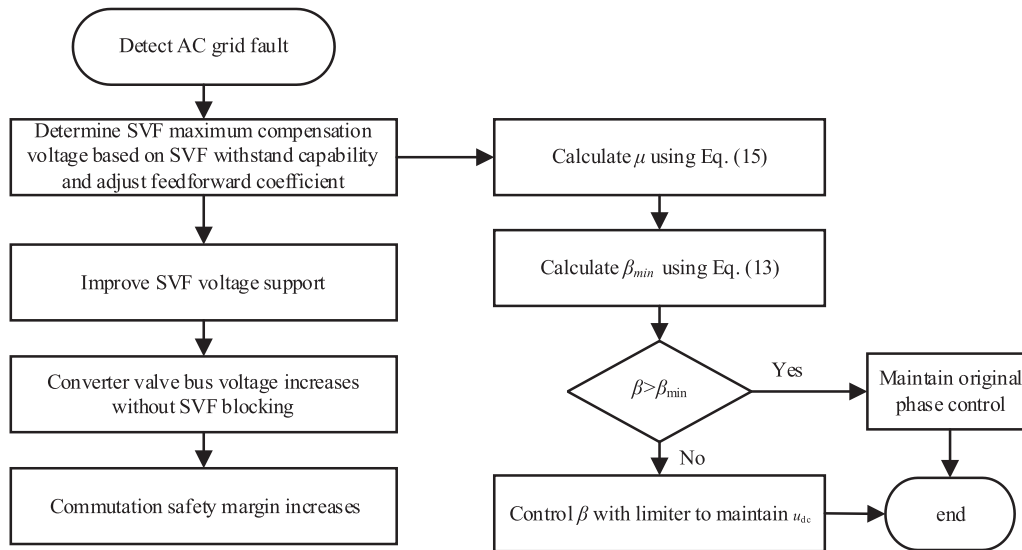 Detect AC grid fault
Determine SVF maximum compensation
voltage based on SVF withstand capability
and adjust feedforward coefficient
Improve SVF voltage support
Converter valve bus voltage increases
without SVF blocking
Commutation safety margin increases
Calculate μ using Eq. (15)
Calculate βmin using Eq. (13)
β>βmin
Yes
Maintain original
phase control
No
Control β with limiter to maintain udc
end